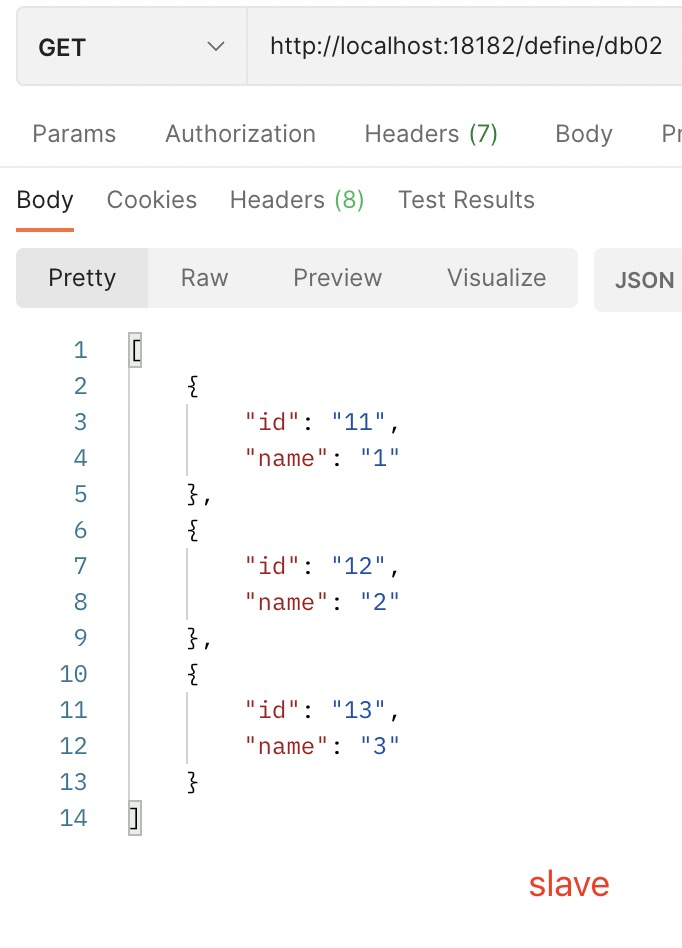 GET http://localhost:18182/define/db02
Params Authorization Headers (7) Body Pr
Body Cookies Headers (8) Test Results
Pretty Raw Preview Visualize JSON
1 [
2 {
3 "id": "11",
4 "name": "1"
5 },
6 {
7 "id": "12",
8 "name": "2"
9 },
10 {
11 "id": "13",
12 "name": "3"
13 }
14 ]
slave